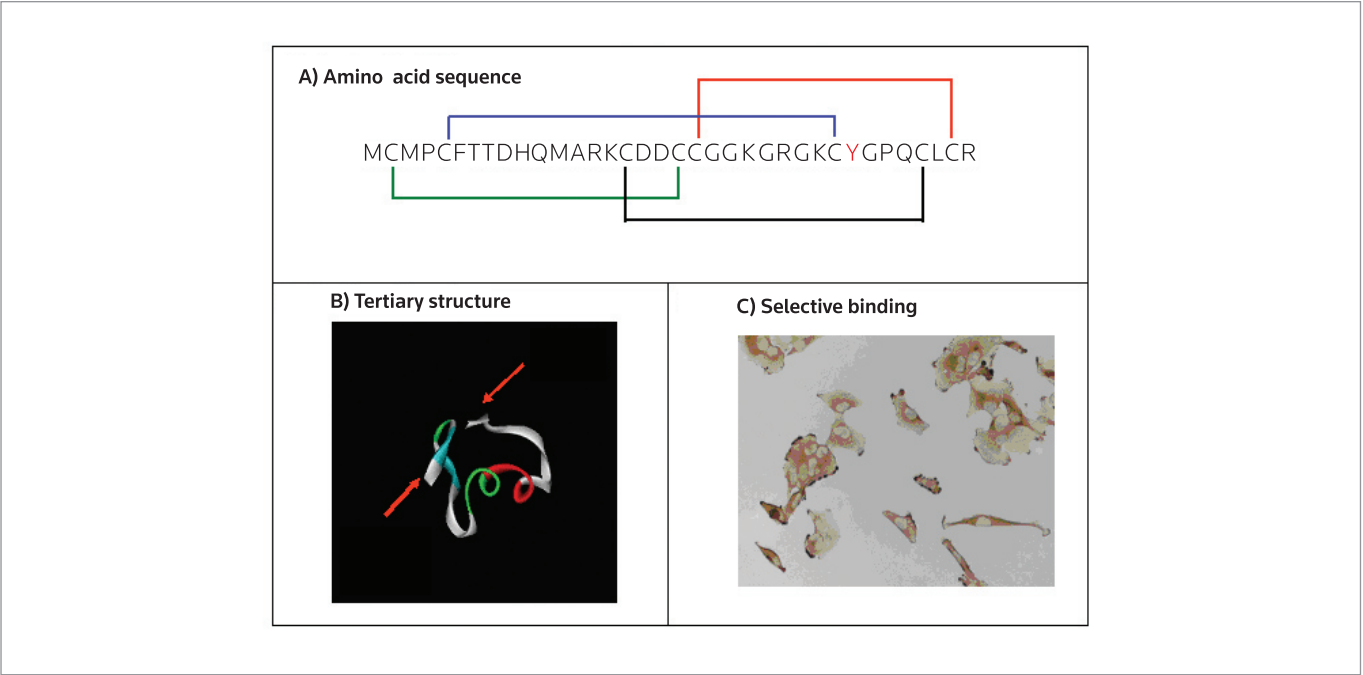 A) Amino acid sequence
MCMPCFTTDHQMARKCDDCCGGKGRGKCYGPQCLCR
B) Tertiary structure
C) Selective binding